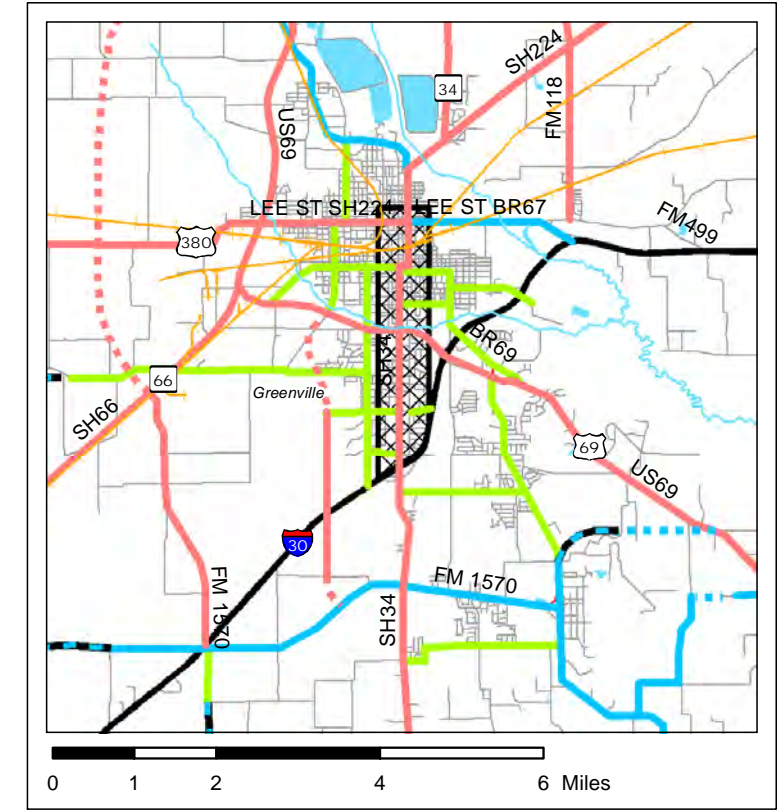 SH224
34
FM118
US69
LEE ST SH224
LEE ST BR67
FM499
380
SH34
BR69
66
Greenville
SH66
69
US69
30
FM 1570
FM 1570
SH34
0 1 2 4 6 Miles